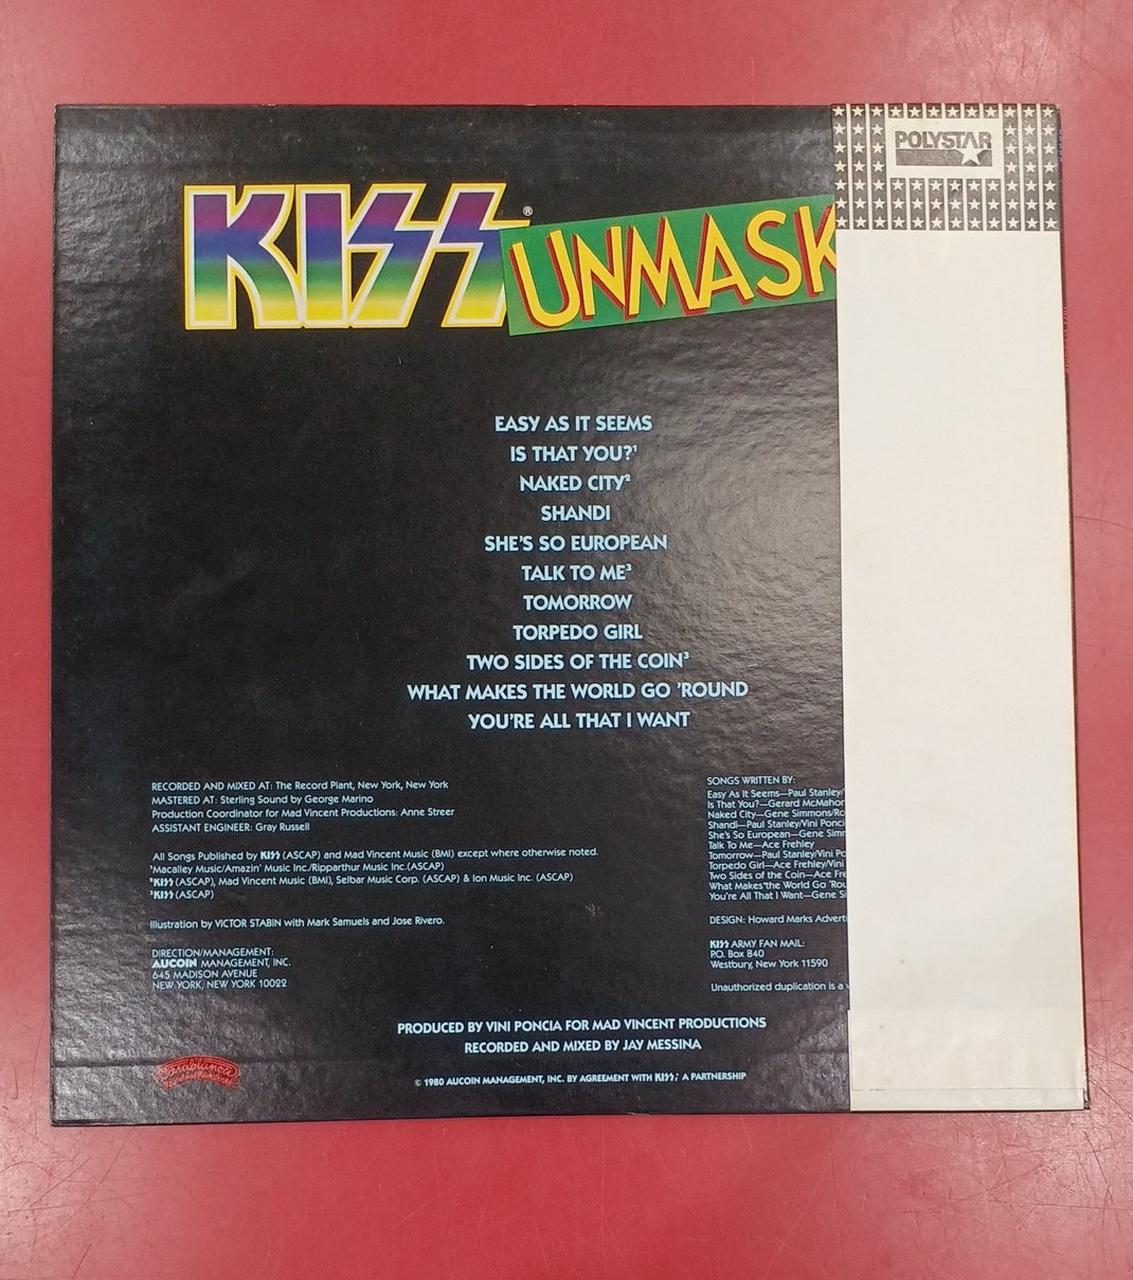 POLYSTAR
KISS®
UNMASK
EASY AS IT SEEMS
IS THAT YOU?¹
NAKED CITY²
SHANDI
SHE'S SO EUROPEAN
TALK TO ME³
TOMORROW
TORPEDO GIRL
TWO SIDES OF THE COIN³
WHAT MAKES THE WORLD GO 'ROUND
YOU'RE ALL THAT I WANT
RECORDED AND MIXED AT: The Record Plant, New York, New York
MASTERED AT: Sterling Sound by George Marino
Production Coordinator for Mad Vincent Productions: Anne Streer
ASSISTANT ENGINEER: Gray Russell
All Songs Published by KISS (ASCAP) and Mad Vincent Music (BMI) except where otherwise noted.
¹Macalley Music/Amazin' Music Inc./Ripparthur Music Inc.(ASCAP)
²KISS (ASCAP), Mad Vincent Music (BMI), Selbar Music Corp. (ASCAP) & Ion Music Inc. (ASCAP)
³KISS (ASCAP)
Illustration by VICTOR STABIN with Mark Samuels and Jose Rivero.
DIRECTION/MANAGEMENT:
AUCOIN MANAGEMENT, INC.
645 MADISON AVENUE
NEW YORK, NEW YORK 10022
SONGS WRITTEN BY:
Easy As It Seems—Paul Stanley/
Is That You?—Gerard McMahon
Naked City—Gene Simmons/
Shandi—Paul Stanley/Vini Ponci
She's So European—Gene Simm
Talk To Me—Ace Frehley
Tomorrow—Paul Stanley/Vini Po
Torpedo Girl—Ace Frehley/Vini
Two Sides of the Coin—Ace Fre
What Makes the World Go 'Rou
You're All That I Want—Gene Si
DESIGN: Howard Marks Adverti
KISS ARMY FAN MAIL:
P.O. Box 840
Westbury, New York 11590
Unauthorized duplication is a
PRODUCED BY VINI PONCIA FOR MAD VINCENT PRODUCTIONS
RECORDED AND MIXED BY JAY MESSINA
Casablanca
© 1980 AUCOIN MANAGEMENT, INC. BY AGREEMENT WITH KISS, A PARTNERSHIP